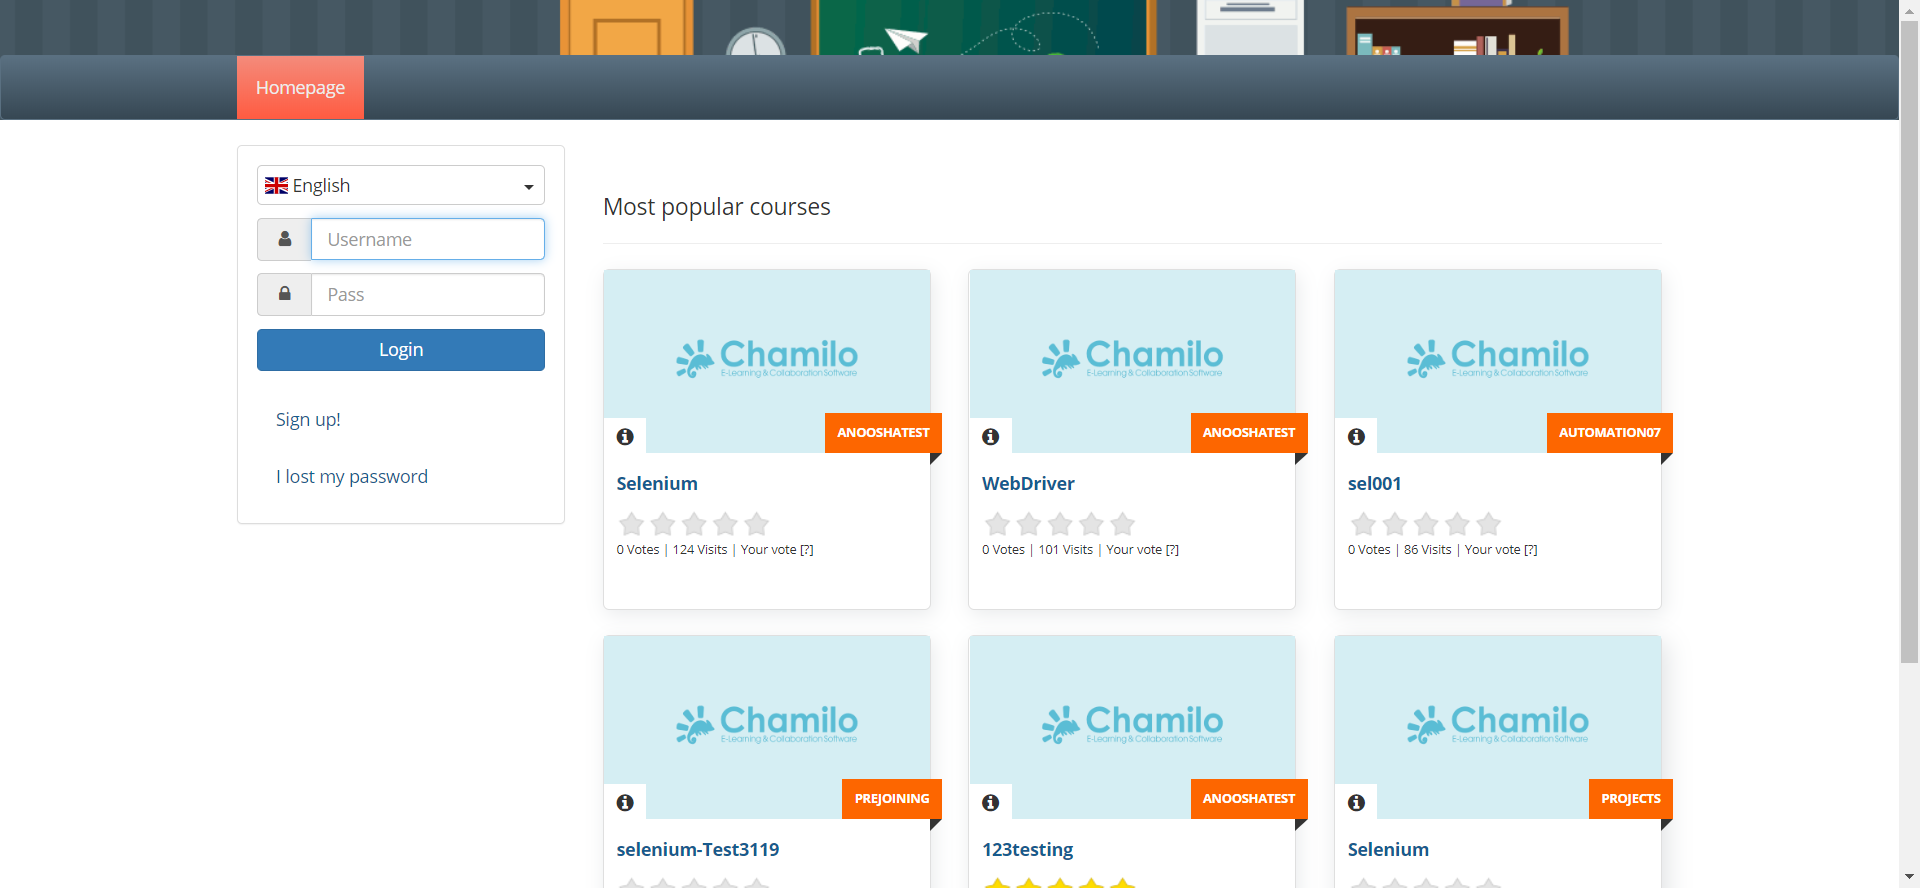 Homepage
English
Username
Pass
Login
Sign up!
I lost my password
Most popular courses
Chamilo
E-Learning & Collaboration Software
ANOOSHATEST
Selenium
0 Votes | 124 Visits | Your vote [?]
Chamilo
E-Learning & Collaboration Software
ANOOSHATEST
WebDriver
0 Votes | 101 Visits | Your vote [?]
Chamilo
E-Learning & Collaboration Software
AUTOMATION07
sel001
0 Votes | 86 Visits | Your vote [?]
Chamilo
E-Learning & Collaboration Software
PREJOINING
selenium-Test3119
Chamilo
E-Learning & Collaboration Software
ANOOSHATEST
123testing
Chamilo
E-Learning & Collaboration Software
PROJECTS
Selenium